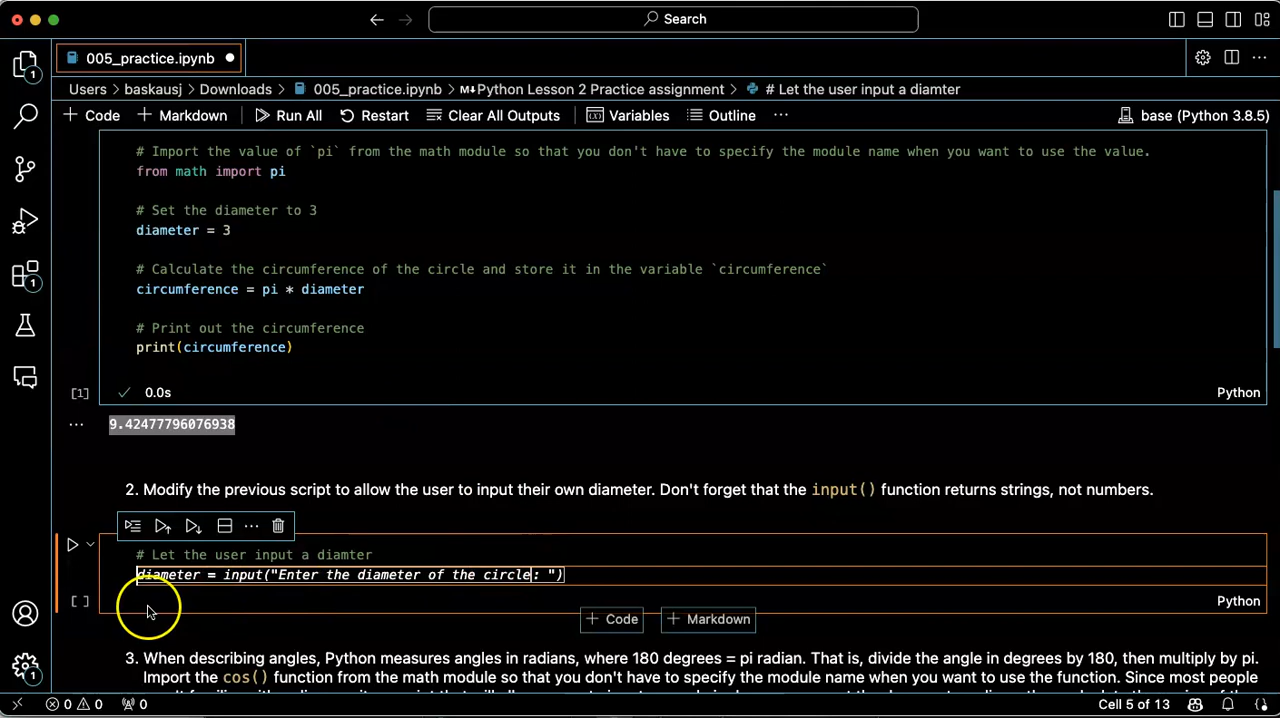 Search
005_practice.ipynb
Users > baskausj > Downloads > 005_practice.ipynb > M↓Python Lesson 2 Practice assignment > # Let the user input a diamter
+ Code + Markdown Run All Restart Clear All Outputs Variables Outline ... base (Python 3.8.5)
# Import the value of `pi` from the math module so that you don't have to specify the module name when you want to use the value.
from math import pi
# Set the diameter to 3
diameter = 3
# Calculate the circumference of the circle and store it in the variable `circumference`
circumference = pi * diameter
# Print out the circumference
print(circumference)
[1] 0.0s Python
... 9.42477796076938
2. Modify the previous script to allow the user to input their own diameter. Don't forget that the input() function returns strings, not numbers.
# Let the user input a diamter
diameter = input("Enter the diameter of the circle: ")
[ ] Python
+ Code + Markdown
3. When describing angles, Python measures angles in radians, where 180 degrees = pi radian. That is, divide the angle in degrees by 180, then multiply by pi.
Import the cos() function from the math module so that you don't have to specify the module name when you want to use the function. Since most people
0 0 0 Cell 5 of 13